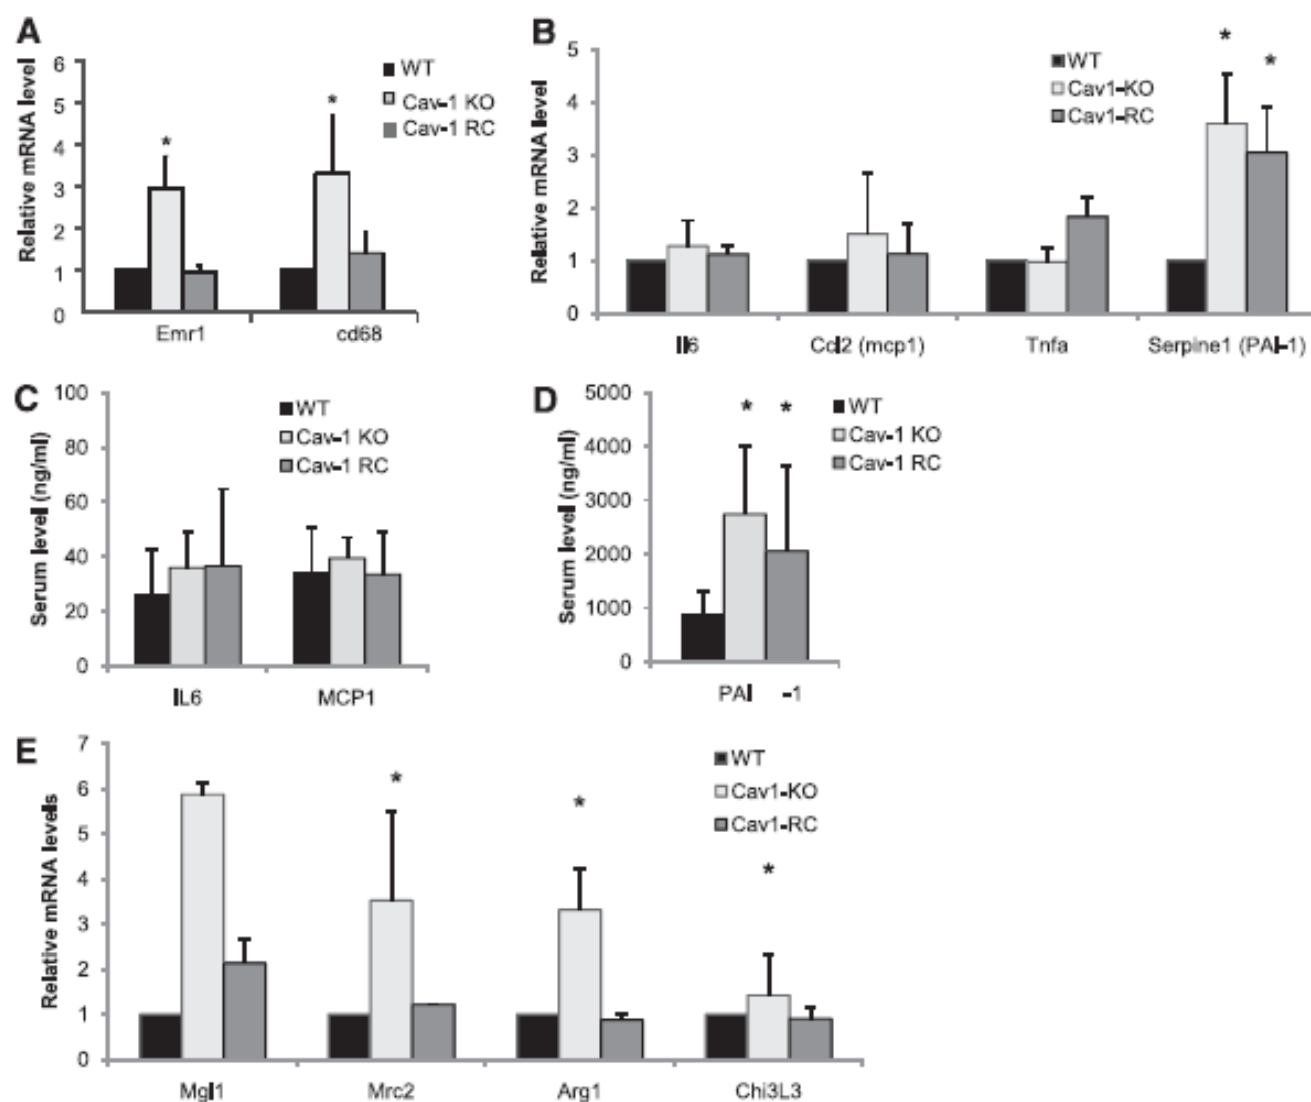 A
Relative mRNA level
6
5
4
3
2
1
0
*
*
WT
Cav-1 KO
Cav-1 RC
Emr1
cd68
B
Relative mRNA level
5
4
3
2
1
0
WT
Cav1-KO
Cav1-RC
*
*
Il6
Ccl2 (mcp1)
Tnfa
Serpine1 (PAI-1)
C
Serum level (ng/ml)
100
80
60
40
20
0
WT
Cav-1 KO
Cav-1 RC
IL6
MCP1
D
Serum level (ng/ml)
5000
4000
3000
2000
1000
0
*
*
WT
Cav-1 KO
Cav-1 RC
PAI -1
E
Relative mRNA levels
7
6
5
4
3
2
1
0
*
*
*
WT
Cav1-KO
Cav1-RC
Mgl1
Mrc2
Arg1
Chi3L3